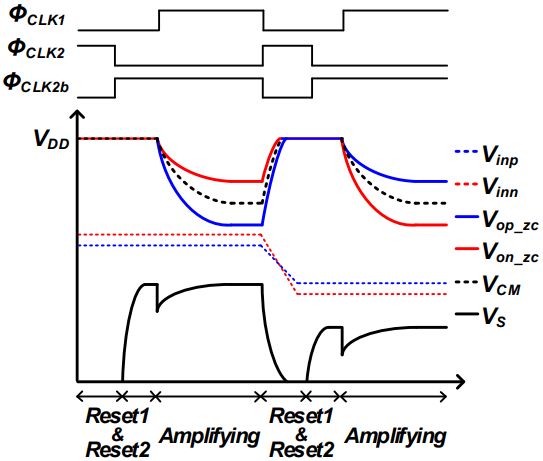 ΦCLK1
ΦCLK2
ΦCLK2b
VDD
Vinp
Vinn
Vop_zc
Von_zc
VCM
VS
Reset1 & Reset2
Amplifying
Reset1 & Reset2
Amplifying